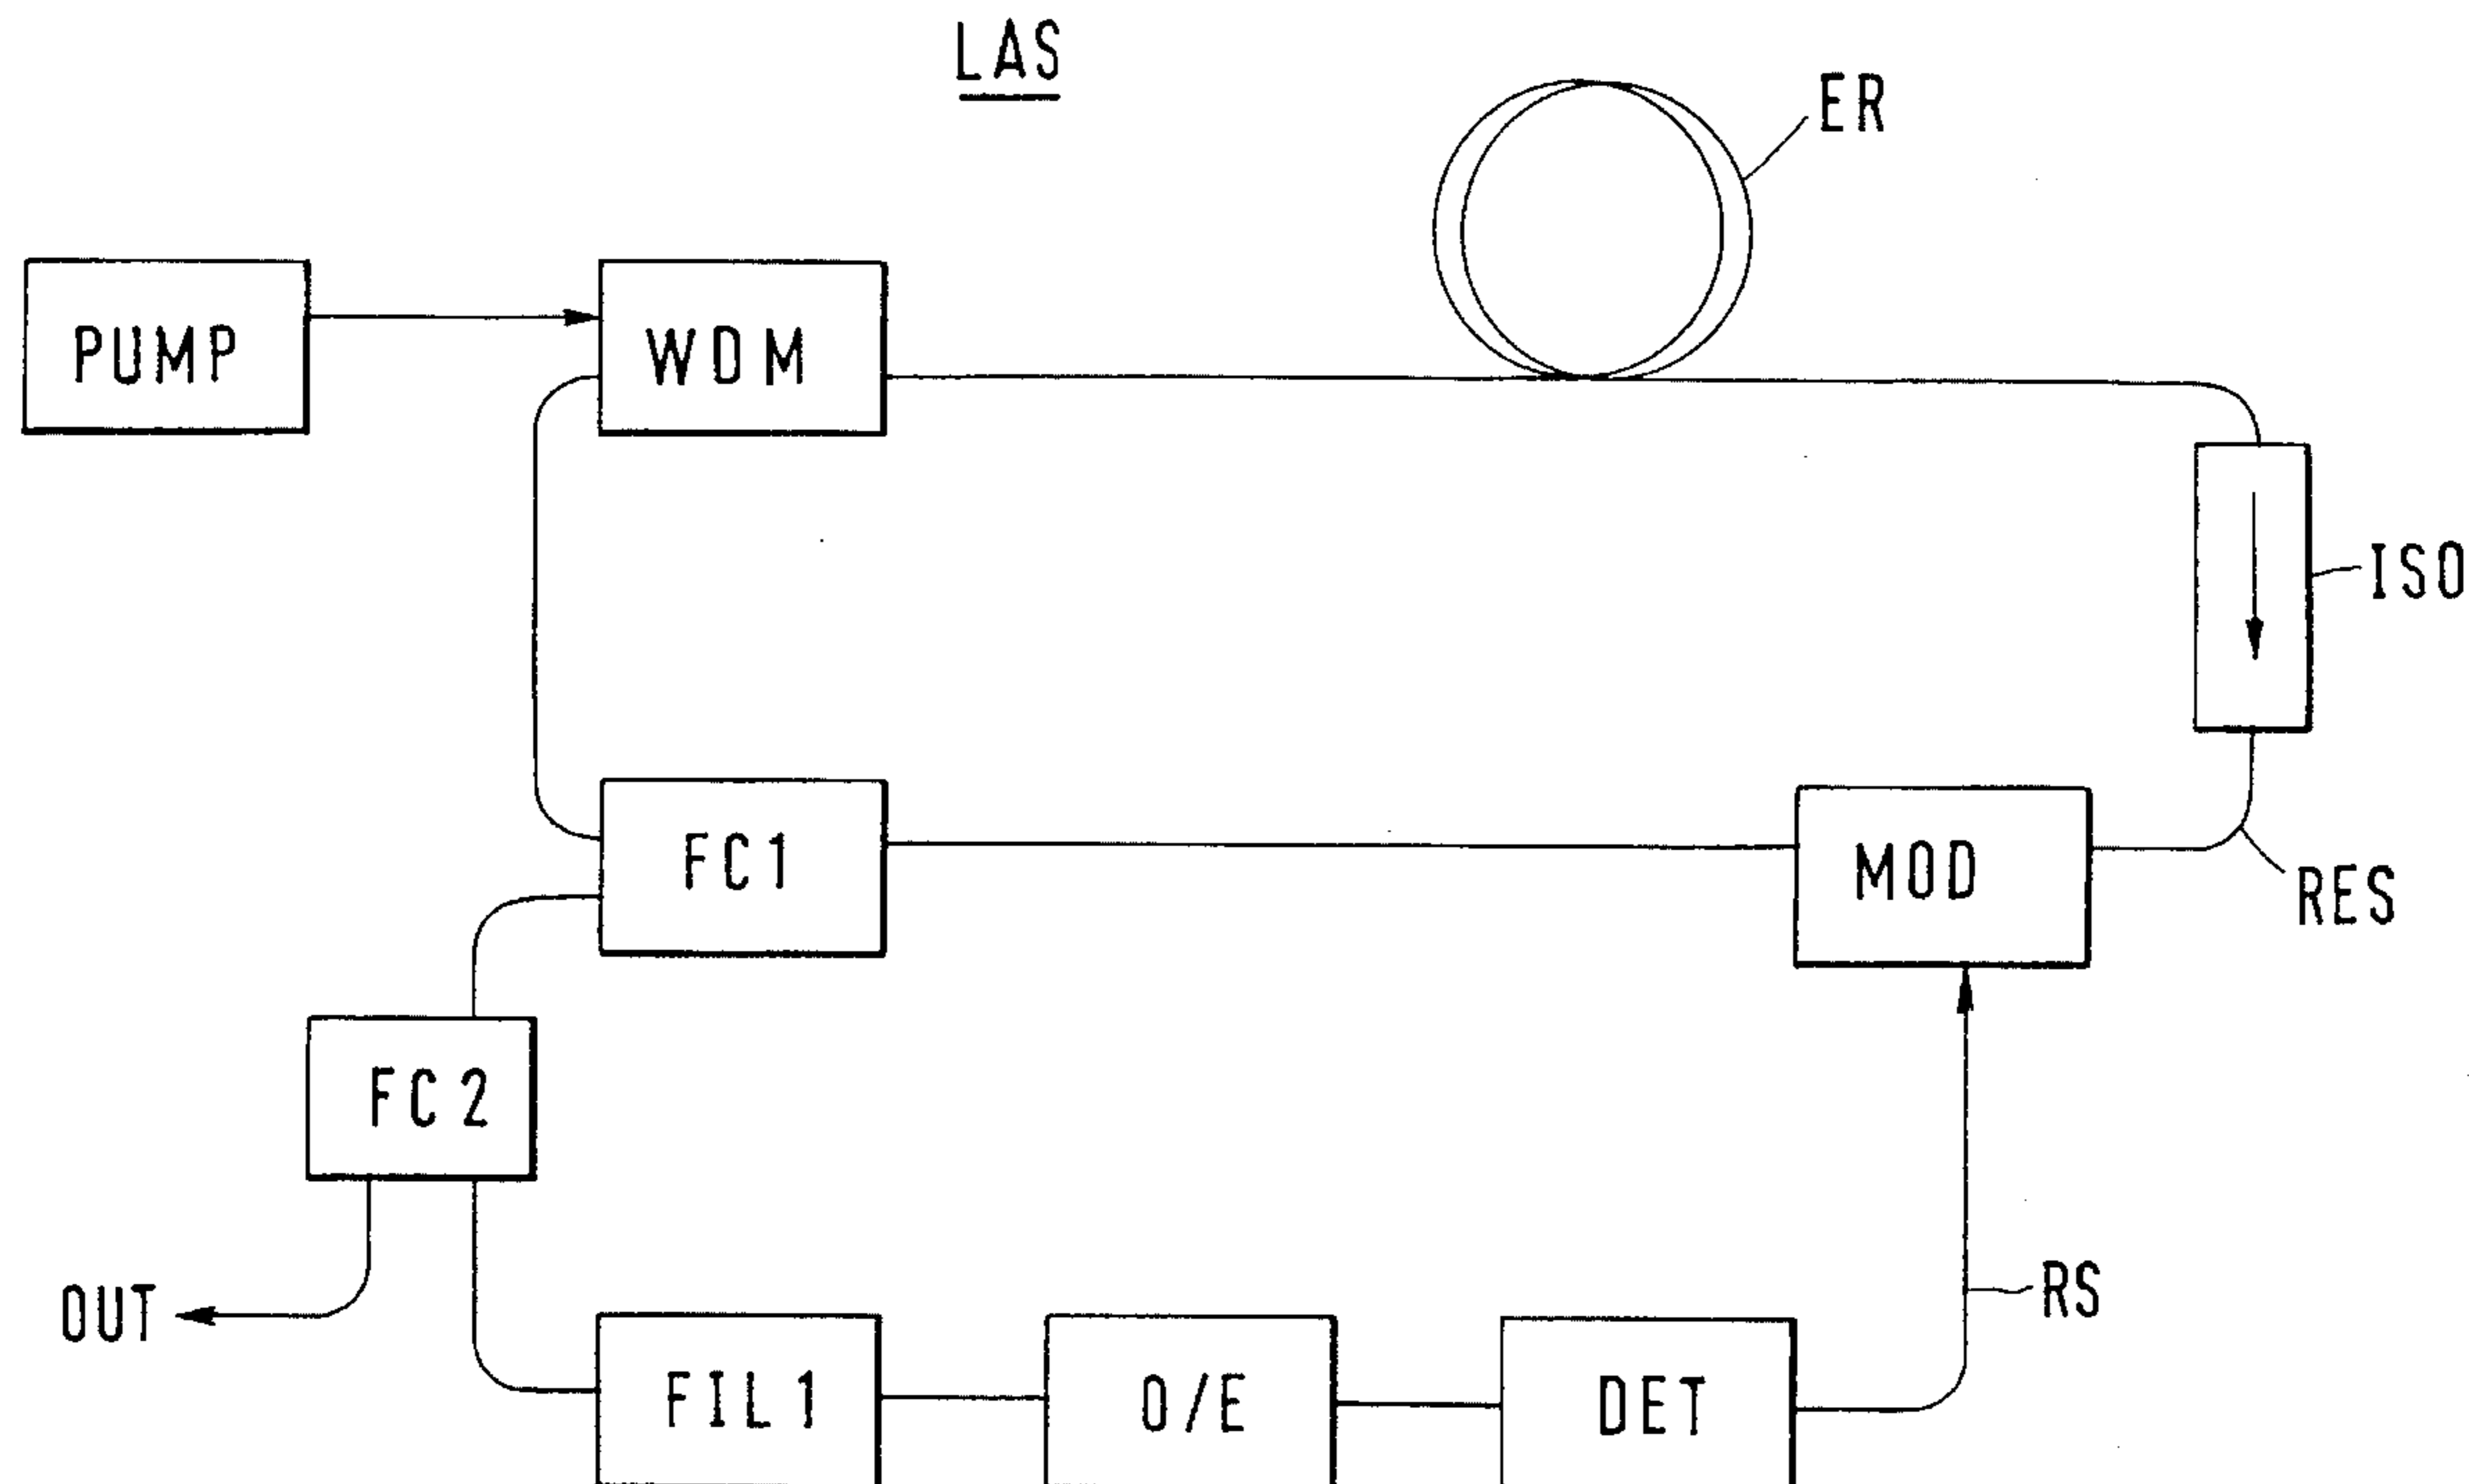 LAS
ER
PUMP
WDM
ISO
FC1
MOD
RES
FC2
OUT
RS
FIL1
O/E
DET